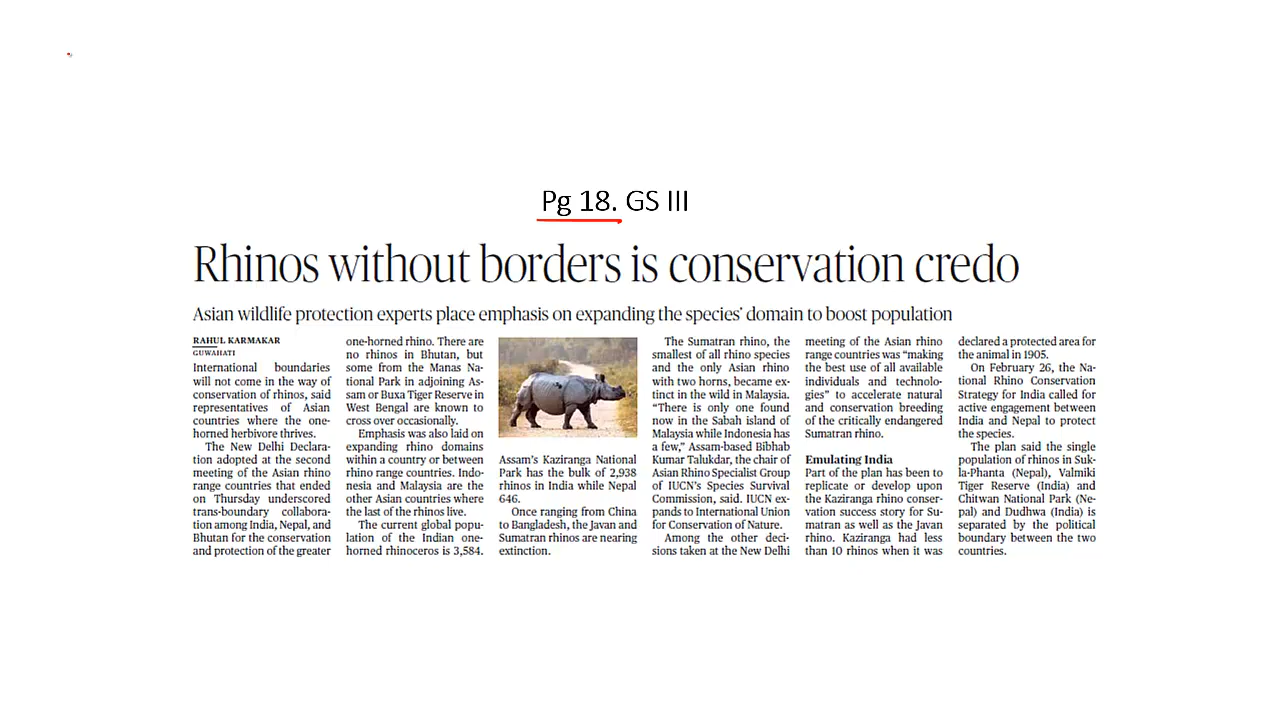 Pg 18. GS III
Rhinos without borders is conservation credo
Asian wildlife protection experts place emphasis on expanding the species' domain to boost population
RAHUL KARMAKAR
GUWAHATI
International boundaries
will not come in the way of
conservation of rhinos, said
representatives of Asian
countries where the one-
horned herbivore thrives.
The New Delhi Declara-
tion adopted at the second
meeting of the Asian rhino
range countries that ended
on Thursday underscored
trans-boundary collabora-
tion among India, Nepal, and
Bhutan for the conservation
and protection of the greater
one-horned rhino. There are
no rhinos in Bhutan, but
some from the Manas Na-
tional Park in adjoining As-
sam or Buxa Tiger Reserve in
West Bengal are known to
cross over occasionally.
Emphasis was also laid on
expanding rhino domains
within a country or between
rhino range countries. Indo-
nesia and Malaysia are the
other Asian countries where
the last of the rhinos live.
The current global popu-
lation of the Indian one-
horned rhinoceros is 3,584.
Assam's Kaziranga National
Park has the bulk of 2,938
rhinos in India while Nepal
646.
Once ranging from China
to Bangladesh, the Javan and
Sumatran rhinos are nearing
extinction.
The Sumatran rhino, the
smallest of all rhino species
and the only Asian rhino
with two horns, became ex-
tinct in the wild in Malaysia.
"There is only one found
now in the Sabah island of
Malaysia while Indonesia has
a few," Assam-based Bibhab
Kumar Talukdar, the chair of
Asian Rhino Specialist Group
of IUCN's Species Survival
Commission, said. IUCN ex-
pands to International Union
for Conservation of Nature.
Among the other deci-
sions taken at the New Delhi
meeting of the Asian rhino
range countries was "making
the best use of all available
individuals and technolo-
gies" to accelerate natural
and conservation breeding
of the critically endangered
Sumatran rhino.
Emulating India
Part of the plan has been to
replicate or develop upon
the Kaziranga rhino conser-
vation success story for Su-
matran as well as the Javan
rhino. Kaziranga had less
than 10 rhinos when it was
declared a protected area for
the animal in 1905.
On February 26, the Na-
tional Rhino Conservation
Strategy for India called for
active engagement between
India and Nepal to protect
the species.
The plan said the single
population of rhinos in Suk-
la-Phanta (Nepal), Valmiki
Tiger Reserve (India) and
Chitwan National Park (Ne-
pal) and Dudhwa (India) is
separated by the political
boundary between the two
countries.